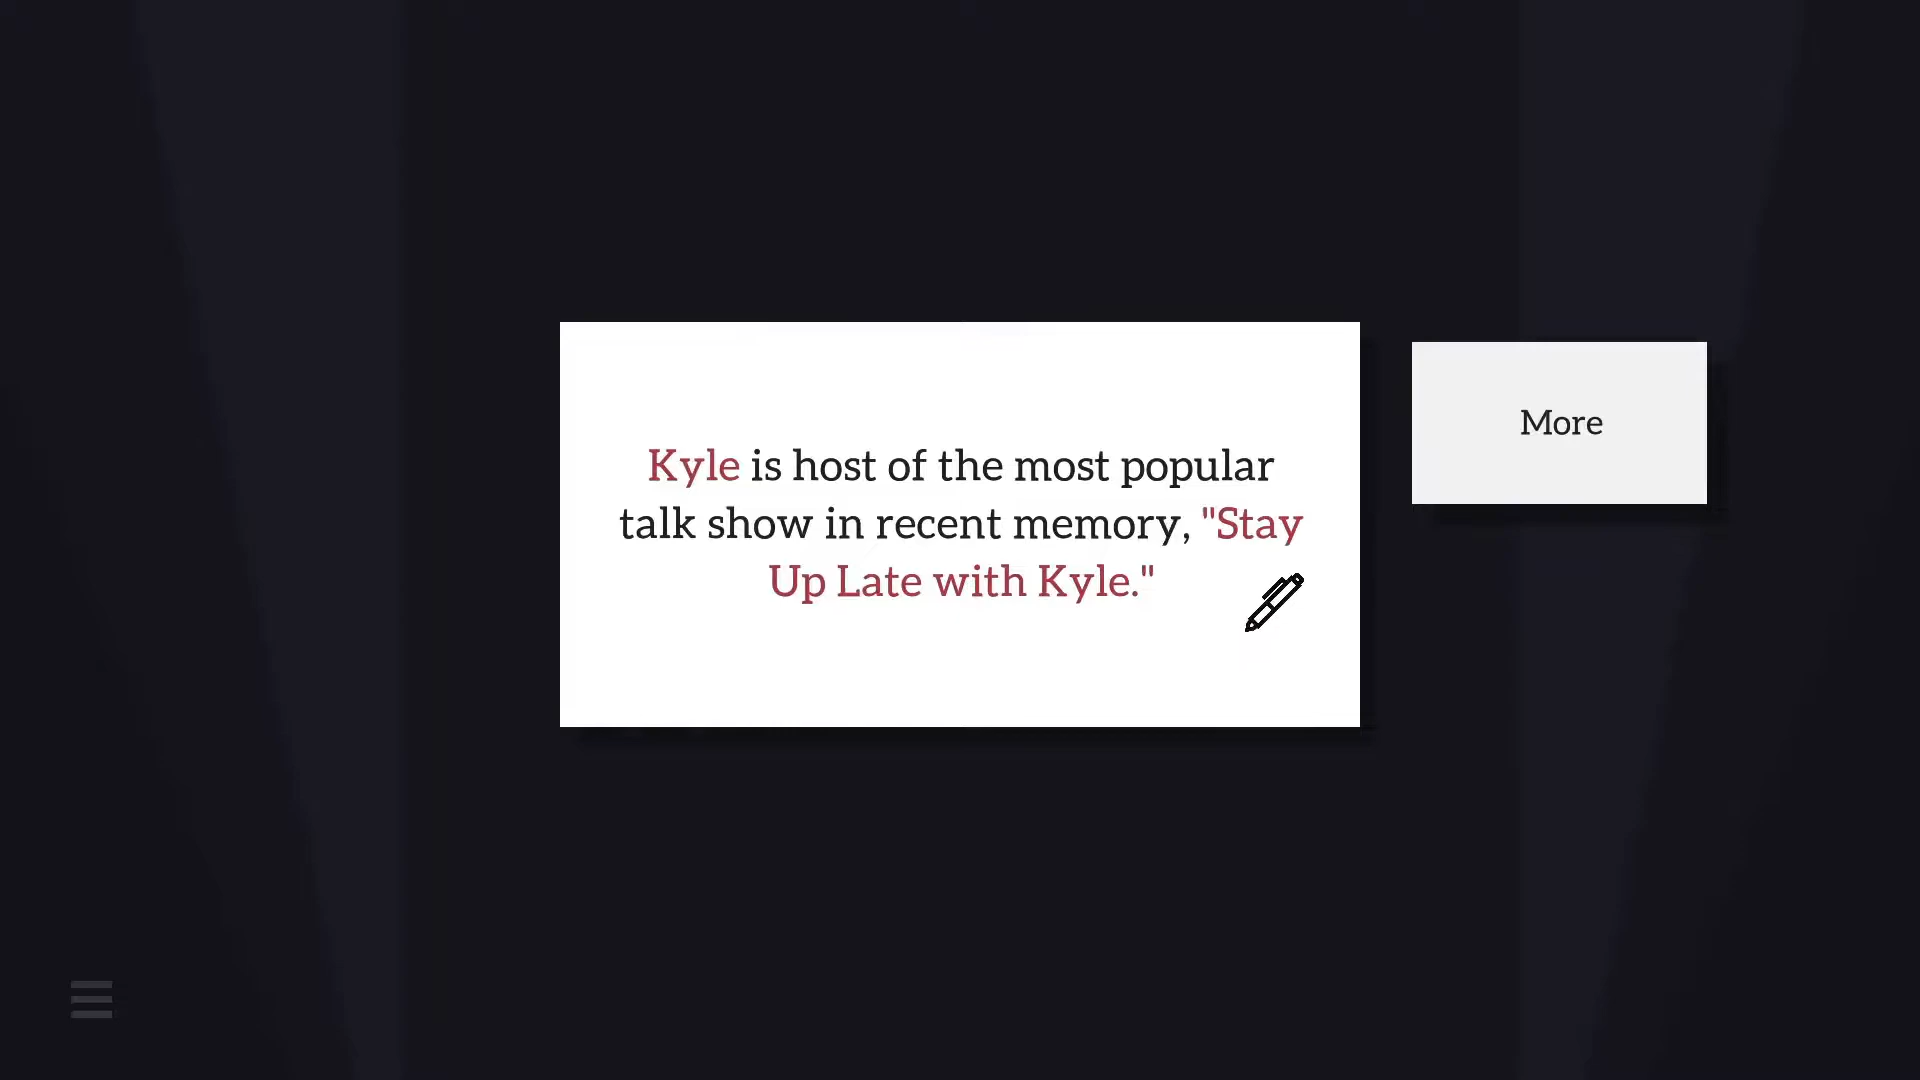 Kyle is host of the most popular
talk show in recent memory, "Stay
Up Late with Kyle."
More